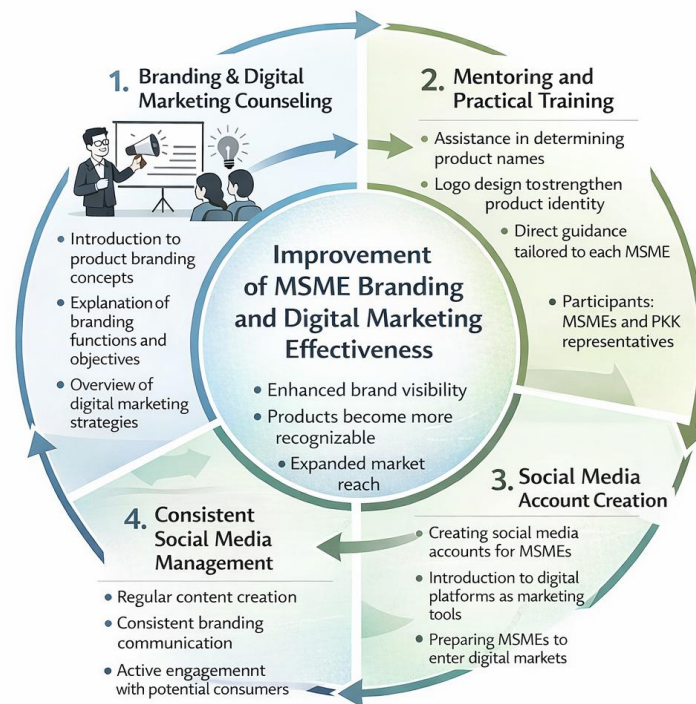 1. Branding & Digital
Marketing Counseling
• Introduction to
product branding
concepts
• Explanation of
branding
functions and
objectives
• Overview of
digital marketing
strategies
2. Mentoring and
Practical Training
• Assistance in determining
product names
• Logo design tostrengthen
product identity
• Direct guidance
tailored to each MSME
• Participants:
MSMEs and PKK
representatives
Improvement
of MSME Branding
and Digital Marketing
Effectiveness
• Enhanced brand visibility
• Products become more
recognizable
• Expanded market
reach
3. Social Media
Account Creation
• Creating social media
accounts for MSMEs
• Introduction to digital
platforms as marketing
tools
• Preparing MSMEs to
enter digital markets
4. Consistent
Social Media
Management
• Regular content creation
• Consistent branding
communication
• Active engagemennt
with potential consumers